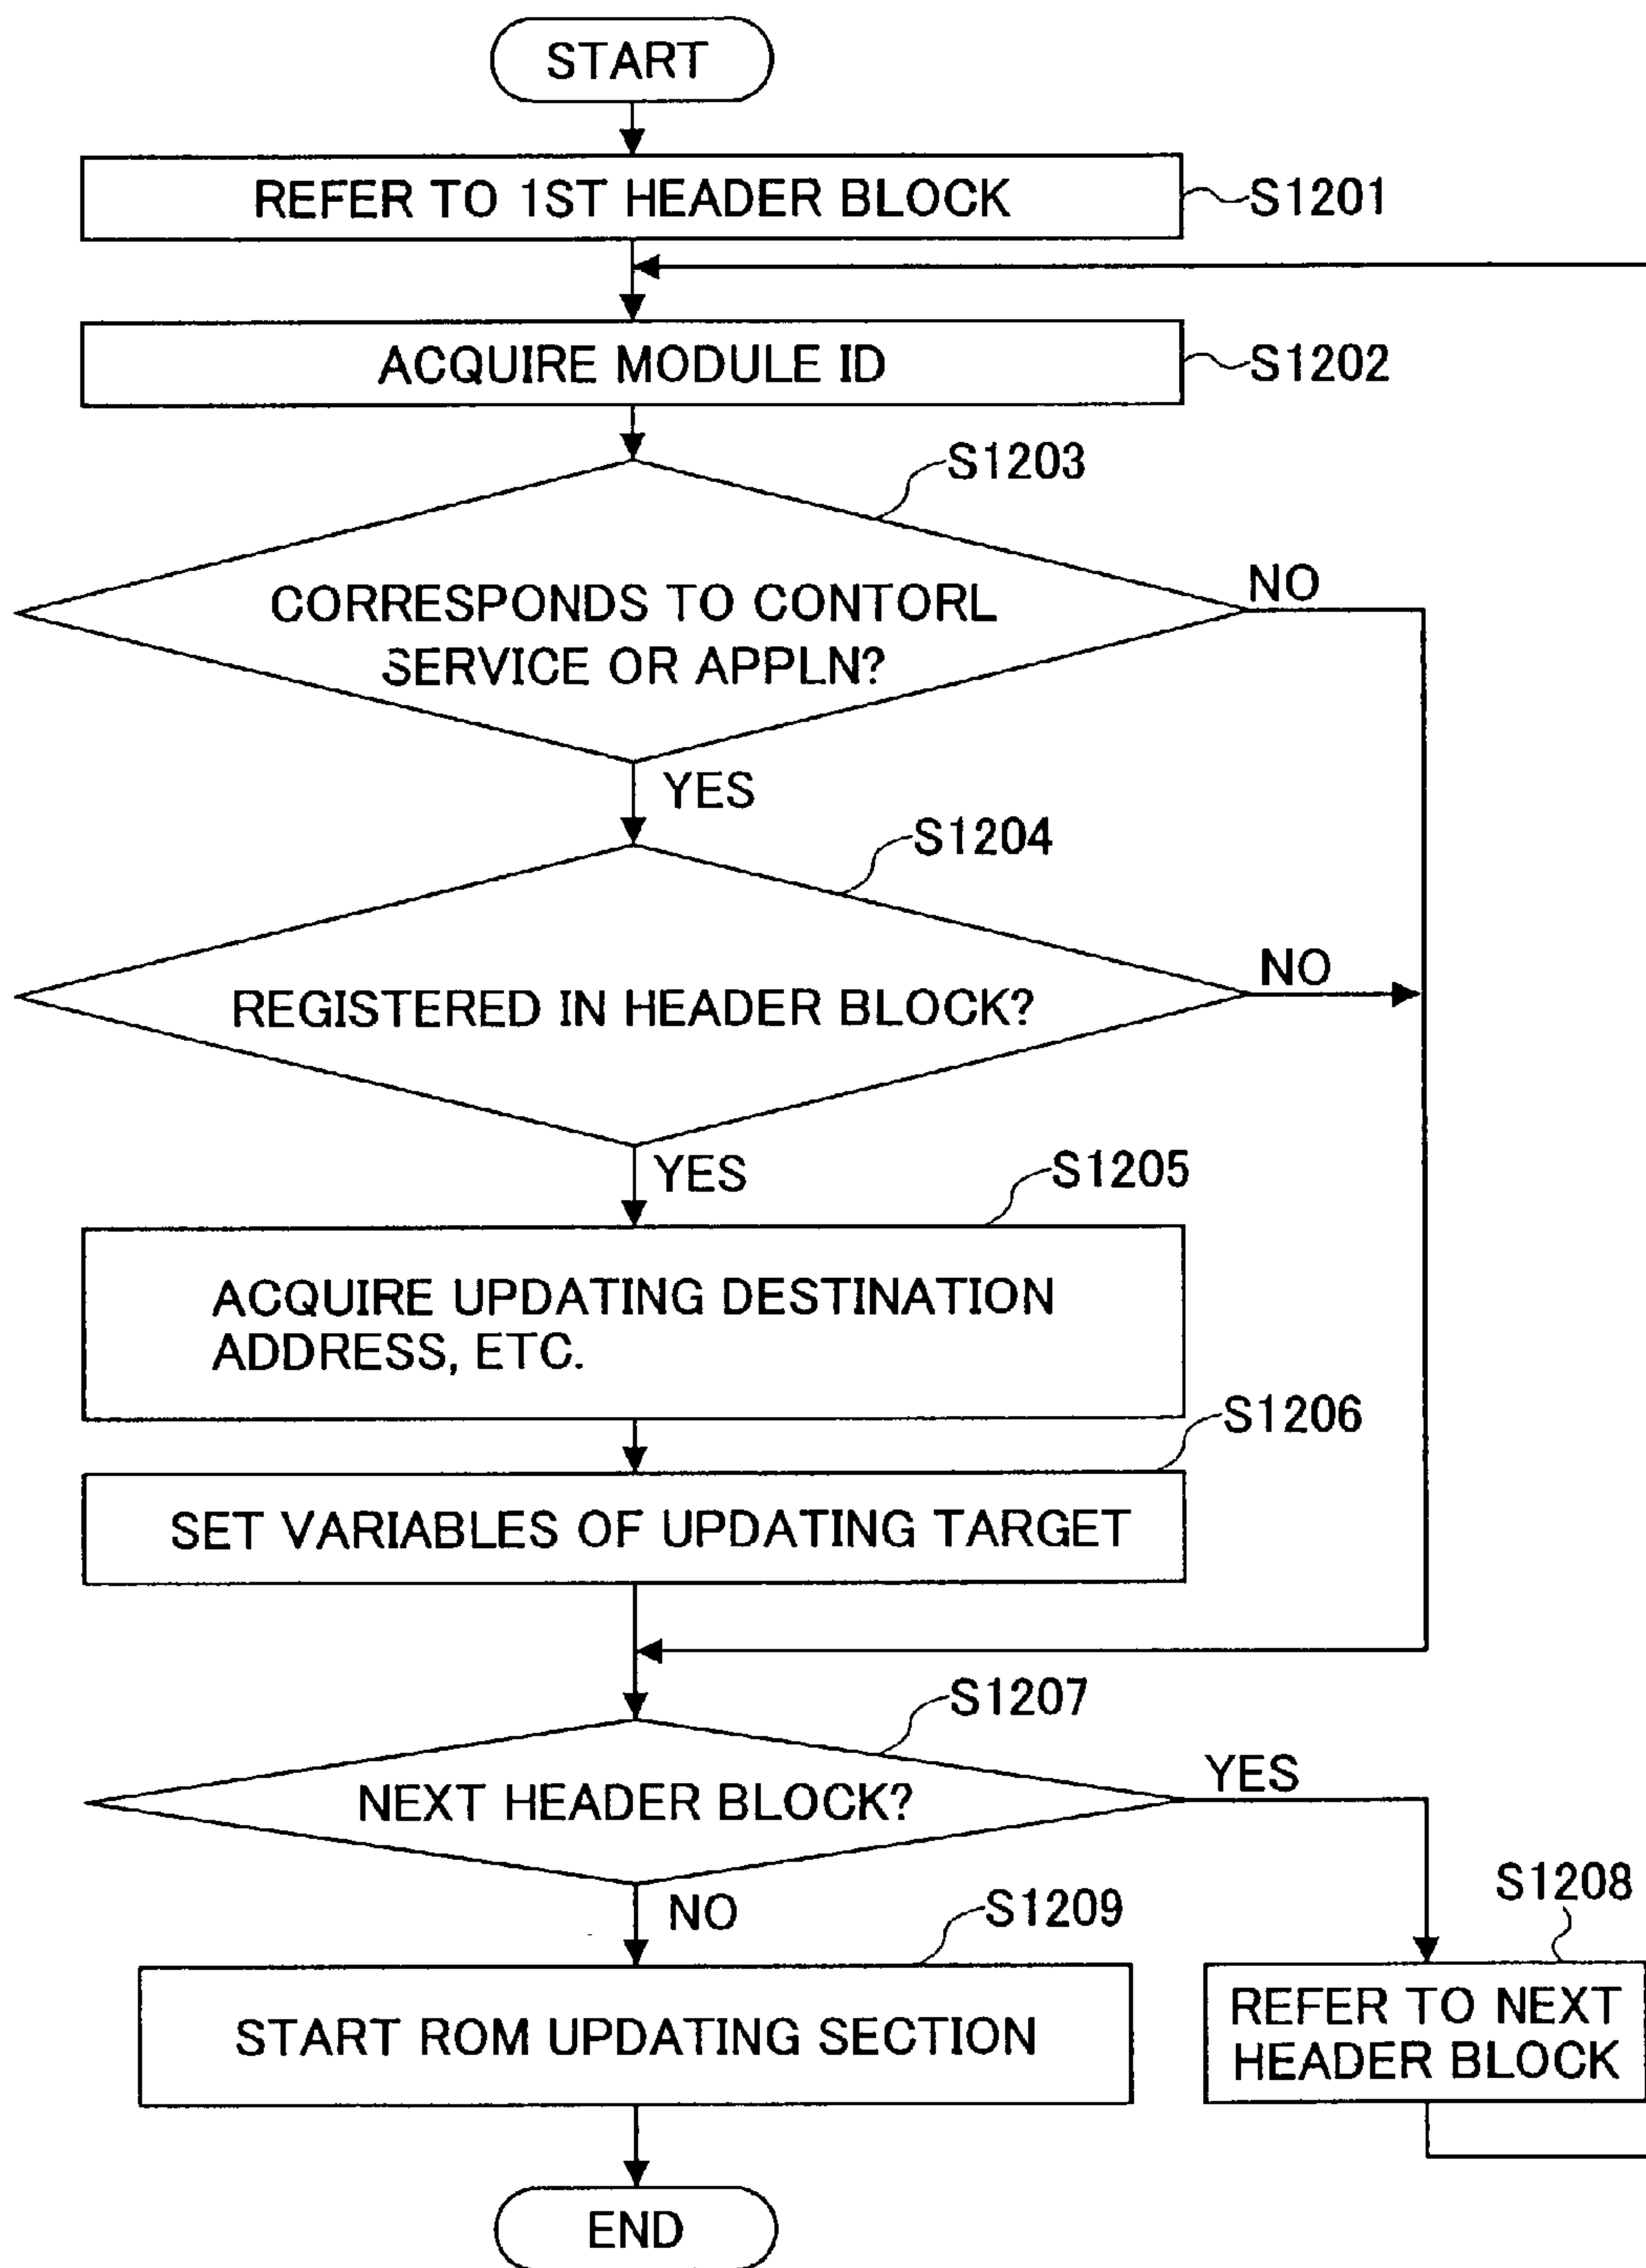 START
REFER TO 1ST HEADER BLOCK
S1201
ACQUIRE MODULE ID
S1202
S1203
CORRESPONDS TO CONTORL
SERVICE OR APPLN?
NO
YES
S1204
REGISTERED IN HEADER BLOCK?
NO
YES
S1205
ACQUIRE UPDATING DESTINATION
ADDRESS, ETC.
S1206
SET VARIABLES OF UPDATING TARGET
S1207
NEXT HEADER BLOCK?
YES
NO
S1208
S1209
REFER TO NEXT
HEADER BLOCK
START ROM UPDATING SECTION
END